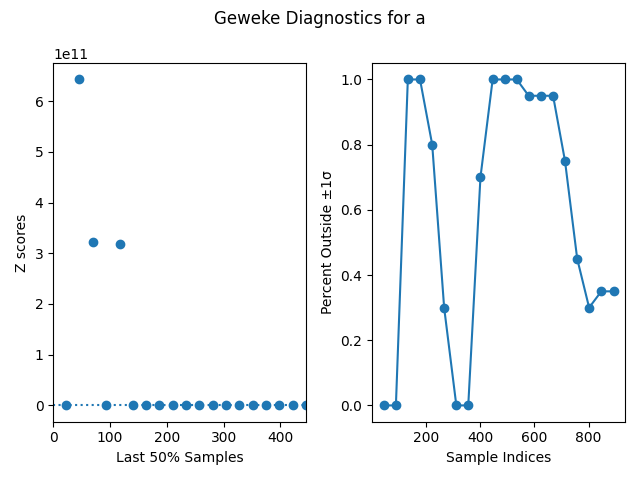 Geweke Diagnostics for a
1e11
Z scores
6
5
4
3
2
1
0
0 100 200 300 400
Last 50% Samples
Percent Outside ±1σ
1.0
0.8
0.6
0.4
0.2
0.0
200 400 600 800
Sample Indices